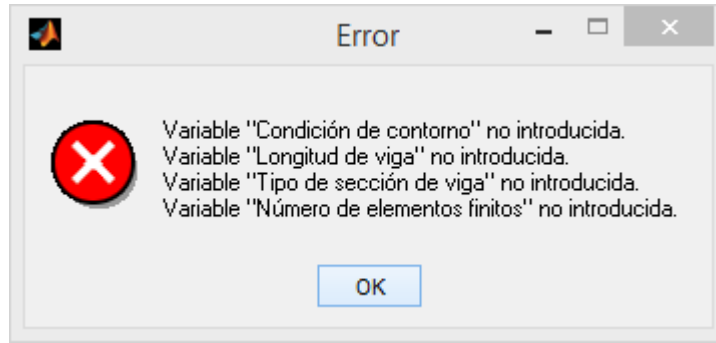 Error
Variable "Condición de contorno" no introducida.
Variable "Longitud de viga" no introducida.
Variable "Tipo de sección de viga" no introducida.
Variable "Número de elementos finitos" no introducida.
OK